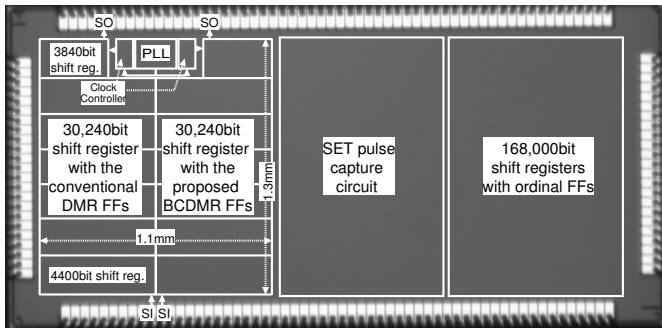 SO
SO
3840bit
shift reg.
PLL
Clock
Controller
30,240bit
shift register
with the
conventional
DMR FFs
30,240bit
shift register
with the
proposed
BCDMR FFs
1.3mm
1.1mm
4400bit shift reg.
SI
SI
SET pulse
capture
circuit
168,000bit
shift registers
with ordinal FFs